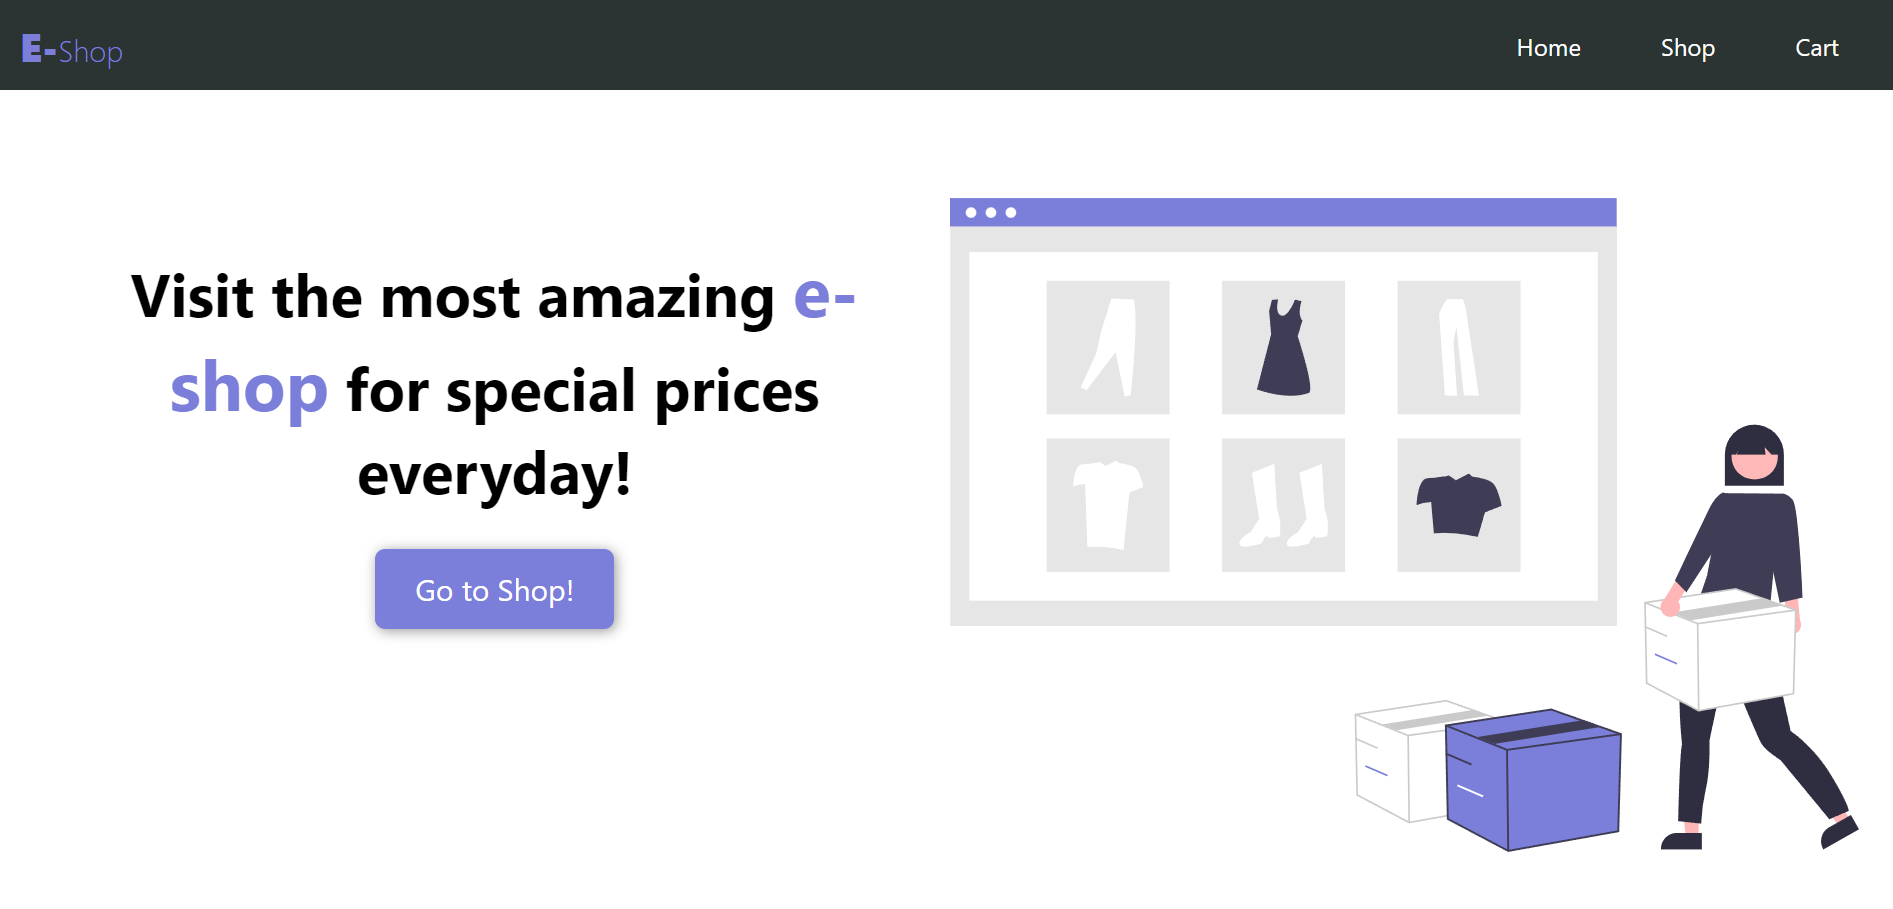 E-Shop
Home
Shop
Cart
Visit the most amazing e-
shop for special prices
everyday!
Go to Shop!